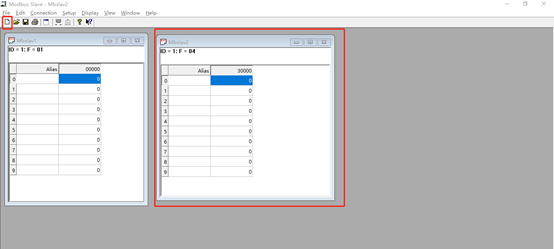 Modbus Slave - Mbslav2
File Edit Connection Setup Display View Window Help
Mbslav1
ID = 1: F = 01
Alias 00000
0 0
1 0
2 0
3 0
4 0
5 0
6 0
7 0
8 0
9 0
Mbslav2
ID = 1: F = 04
Alias 30000
0 0
1 0
2 0
3 0
4 0
5 0
6 0
7 0
8 0
9 0